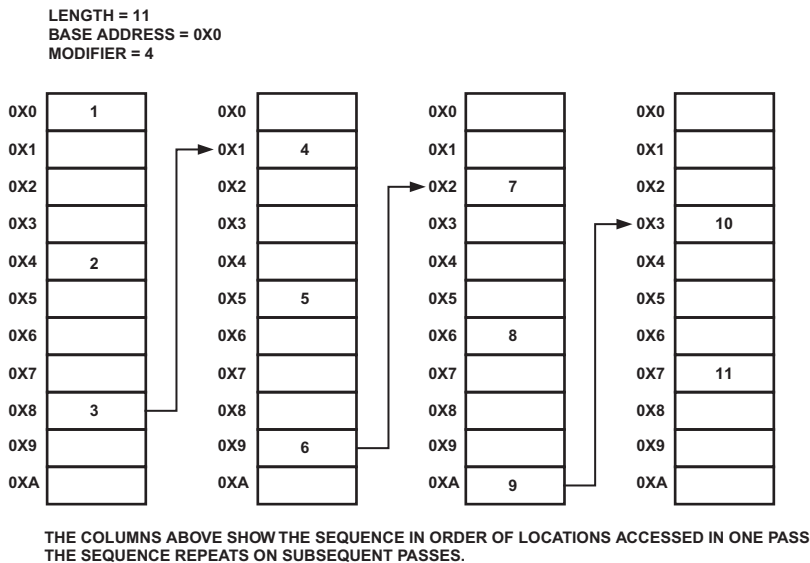 LENGTH = 11
BASE ADDRESS = 0X0
MODIFIER = 4
0X0 1 0X0 0X0 0X0
0X1 0X1 4 0X1 0X1
0X2 0X2 0X2 7 0X2
0X3 0X3 0X3 0X3 10
0X4 2 0X4 0X4 0X4
0X5 0X5 5 0X5 0X5
0X6 0X6 0X6 8 0X6
0X7 0X7 0X7 0X7 11
0X8 3 0X8 0X8 0X8
0X9 0X9 6 0X9 0X9
0XA 0XA 0XA 9 0XA
THE COLUMNS ABOVE SHOW THE SEQUENCE IN ORDER OF LOCATIONS ACCESSED IN ONE PASS
THE SEQUENCE REPEATS ON SUBSEQUENT PASSES.